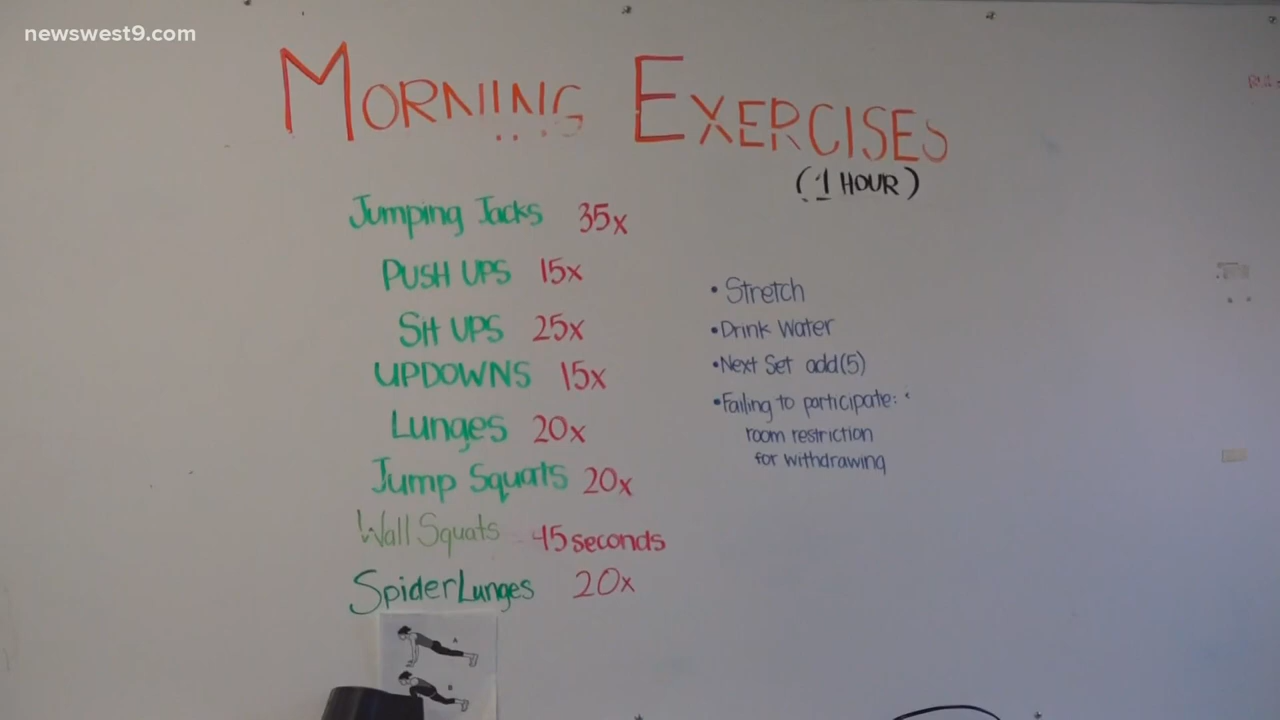 newswest9.com
MORNING EXERCISES
(1 HOUR)
Jumping Jacks 35x
PUSH UPS 15x
Sit UPS 25x
UPDOWNS 15x
Lunges 20x
Jump Squats 20x
Wall Squats - 45 seconds
Spider Lunges 20x
• Stretch
• Drink Water
• Next Set add (5)
• Failing to participate:
room restriction
for withdrawing
A
B